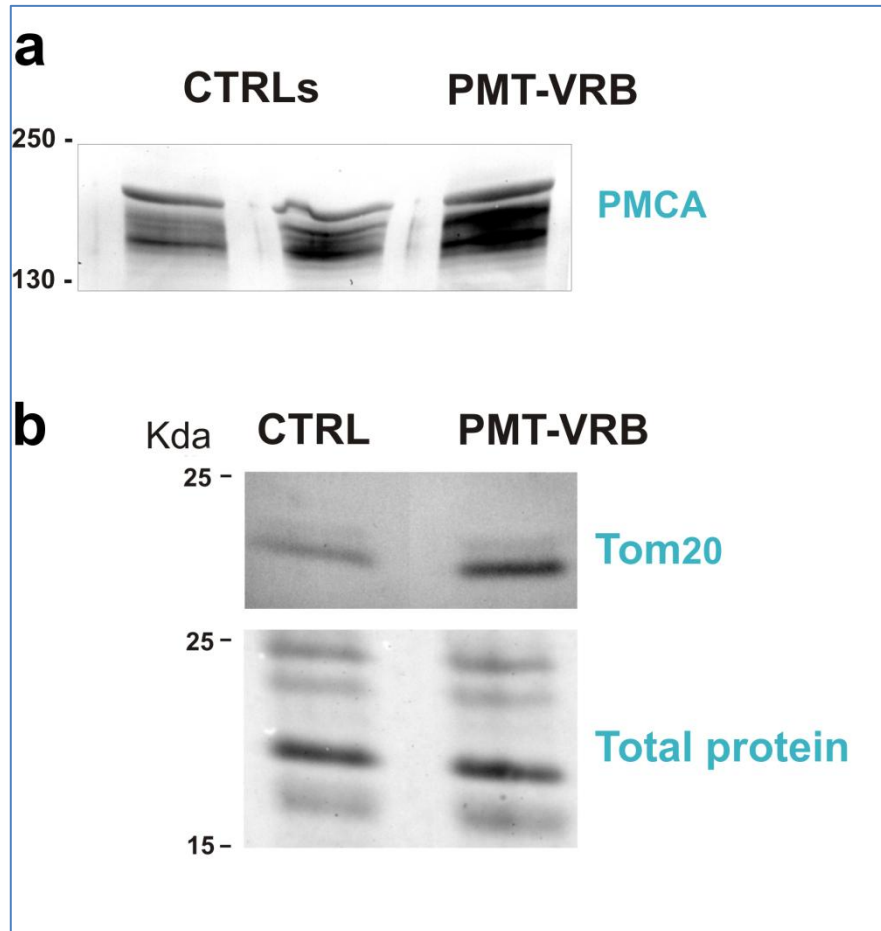 a
CTRLs PMT-VRB
250 -
PMCA
130 -
b
Kda CTRL PMT-VRB
25 –
Tom20
25 –
Total protein
15 –